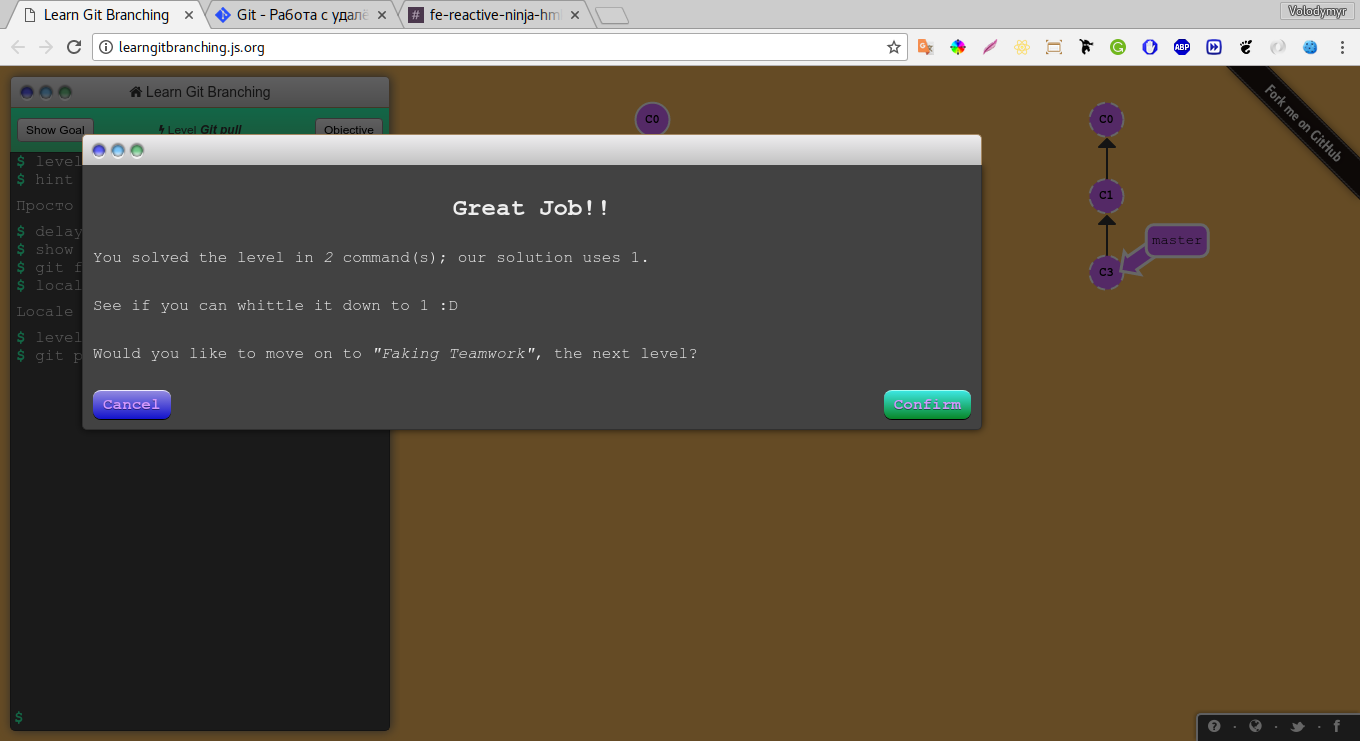 Learn Git Branching
Git - Работа с удалё
fe-reactive-ninja-hml
Volodymyr
learngitbranching.js.org
Learn Git Branching
Show Goal
Level Git pull
Objective
$ level
$ hint
Просто
$ delay
$ show
$ git f
$ local
Locale
$ level
$ git p
$
C0
Great Job!!
You solved the level in 2 command(s); our solution uses 1.
See if you can whittle it down to 1 :D
Would you like to move on to "Faking Teamwork", the next level?
Cancel
Confirm
C0
C1
master
C3
Fork me on GitHub
ABP